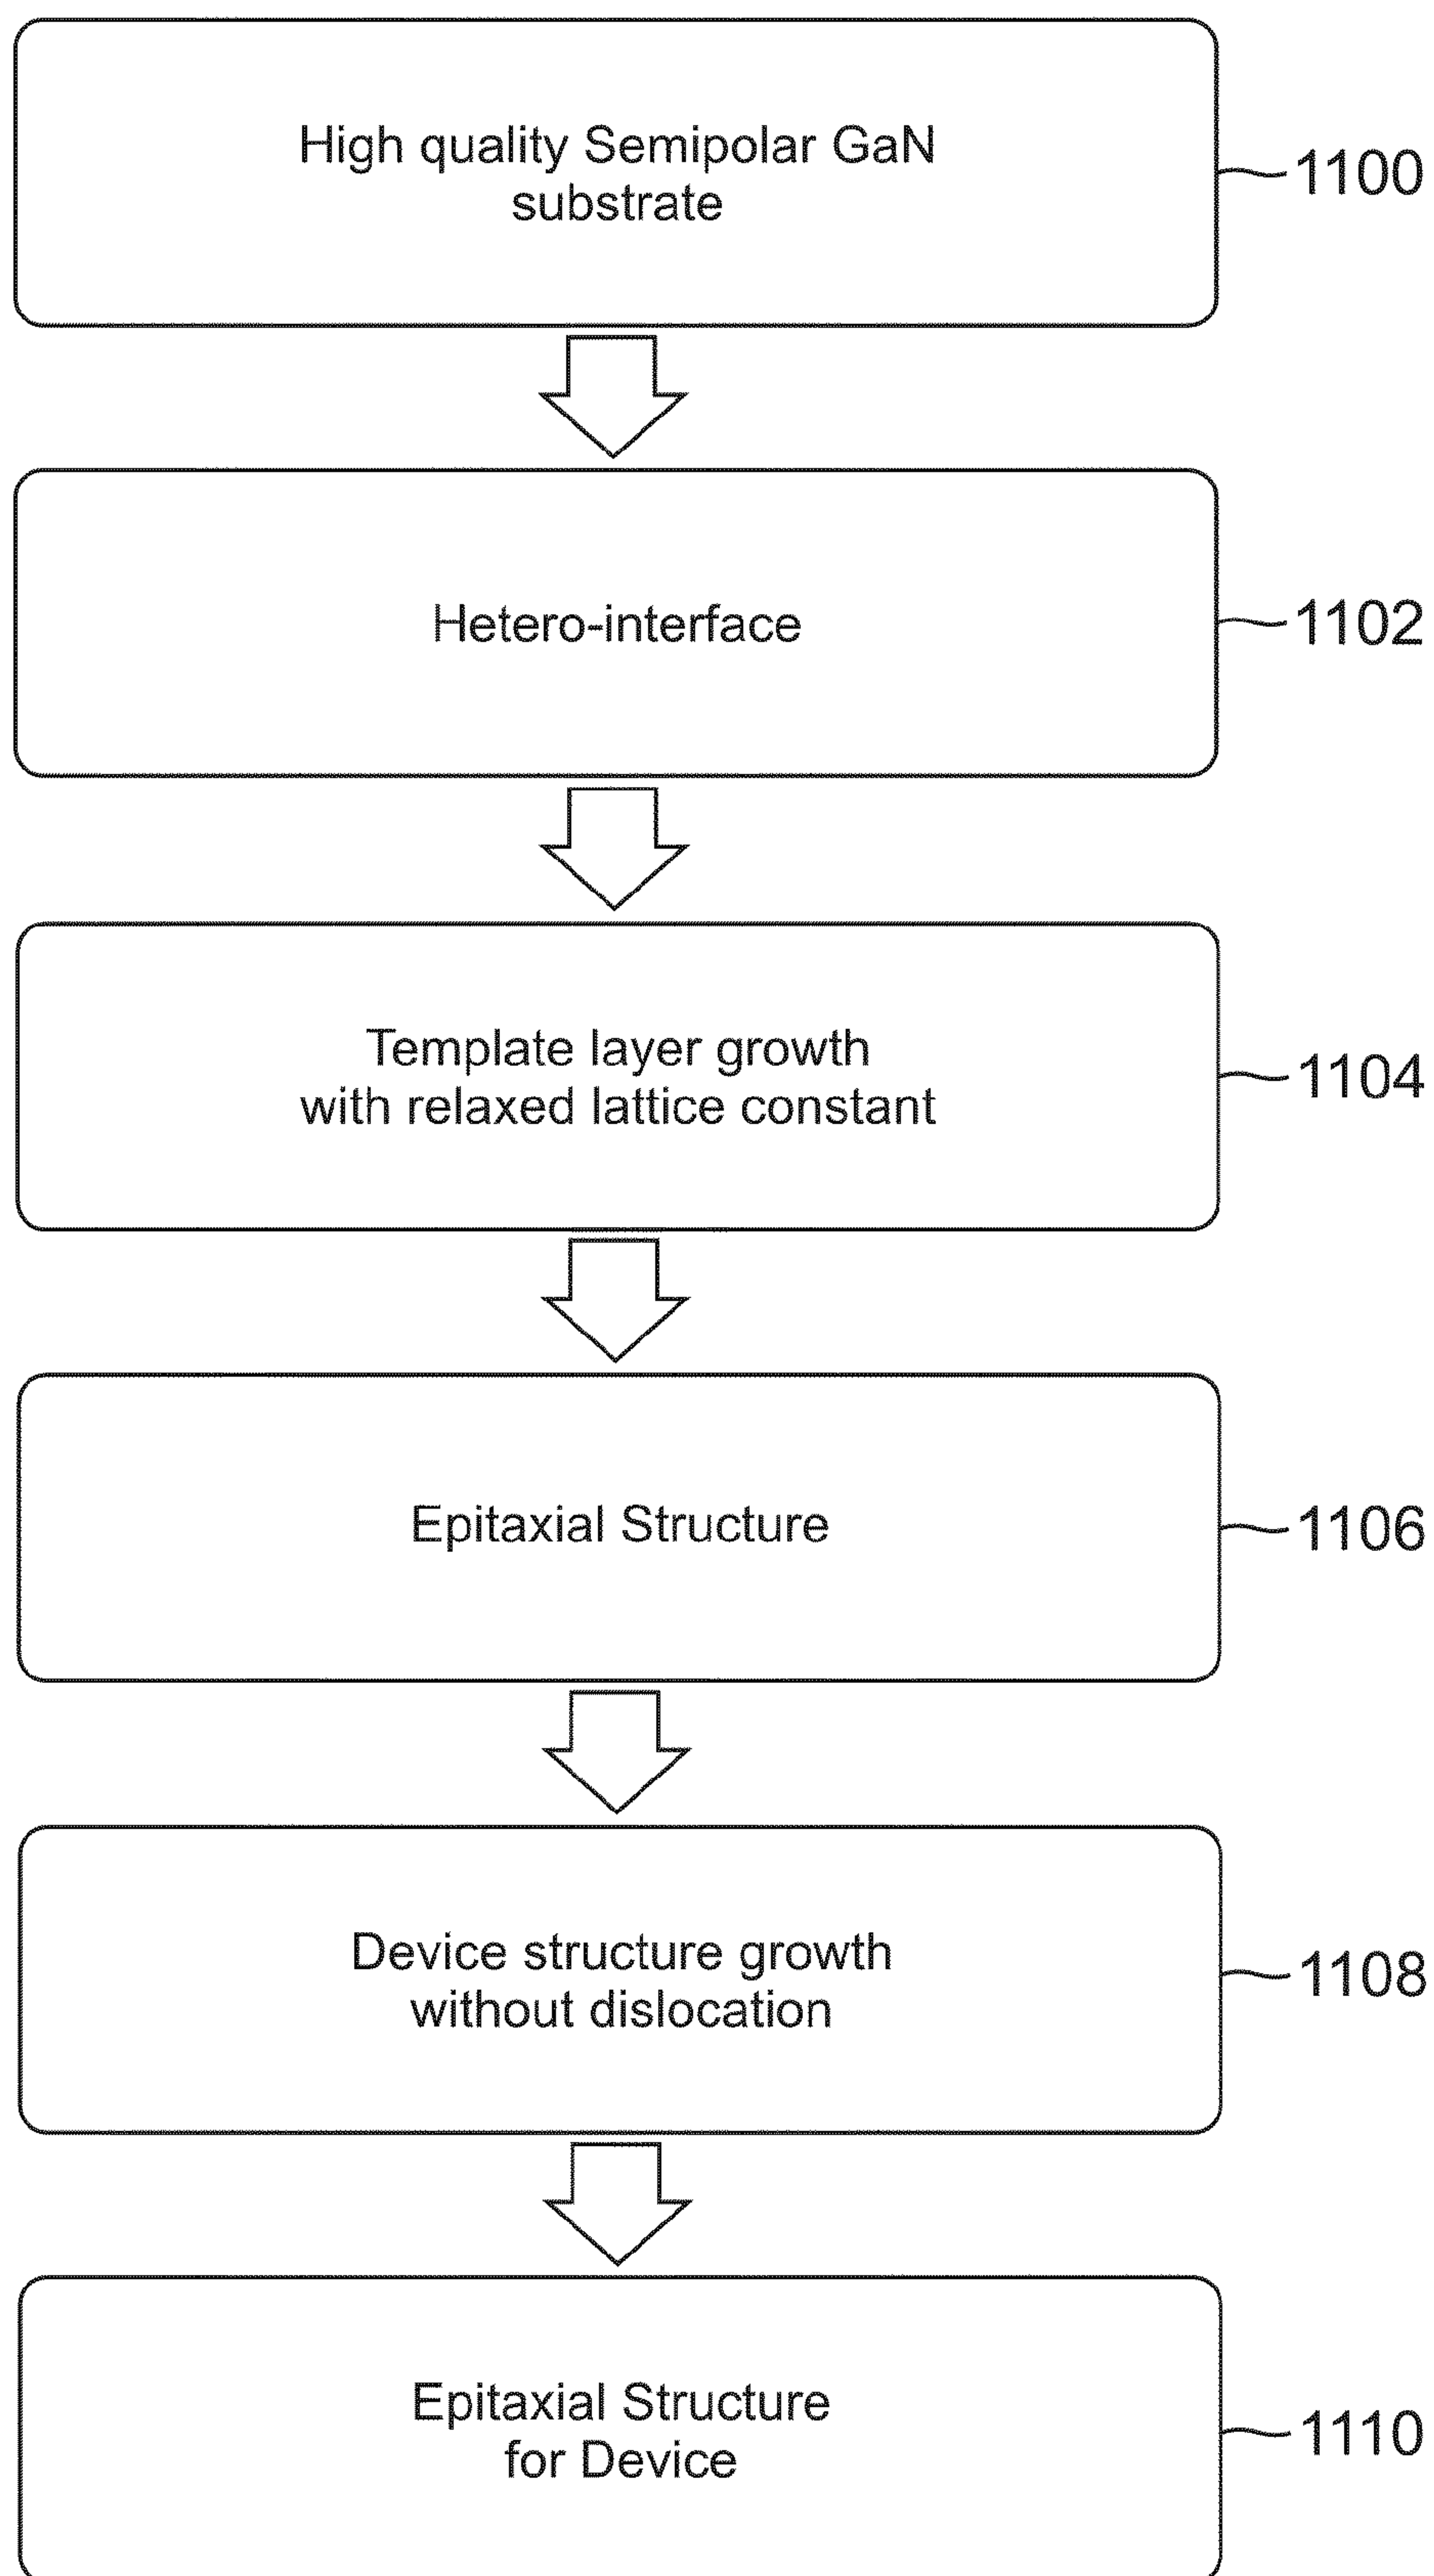 High quality Semipolar GaN
substrate
1100
Hetero-interface
1102
Template layer growth
with relaxed lattice constant
1104
Epitaxial Structure
1106
Device structure growth
without dislocation
1108
Epitaxial Structure
for Device
1110